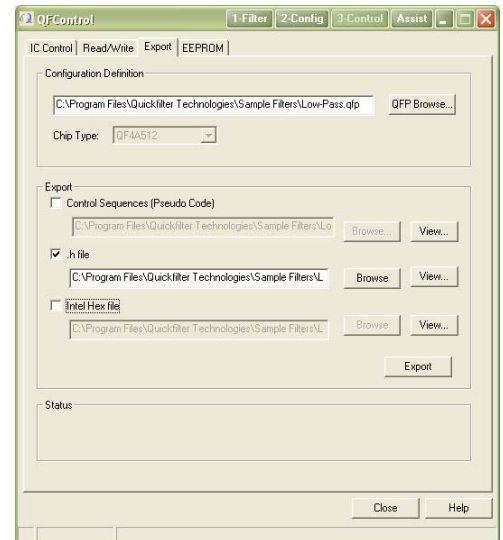 QFControl 1-Filter 2-Config 3-Control Assist
IC Control Read/Write Export EEPROM
Configuration Definition
C:\Program Files\Quickfilter Technologies\Sample Filters\Low-Pass.qfp QFP Browse...
Chip Type: QF4A512
Export
Control Sequences (Pseudo Code)
C:\Program Files\Quickfilter Technologies\Sample Filters\Lo Browse... View...
.h file
C:\Program Files\Quickfilter Technologies\Sample Filters\L Browse View...
Intel Hex file
C:\Program Files\Quickfilter Technologies\Sample Filters\L Browse View...
Export
Status
Close Help